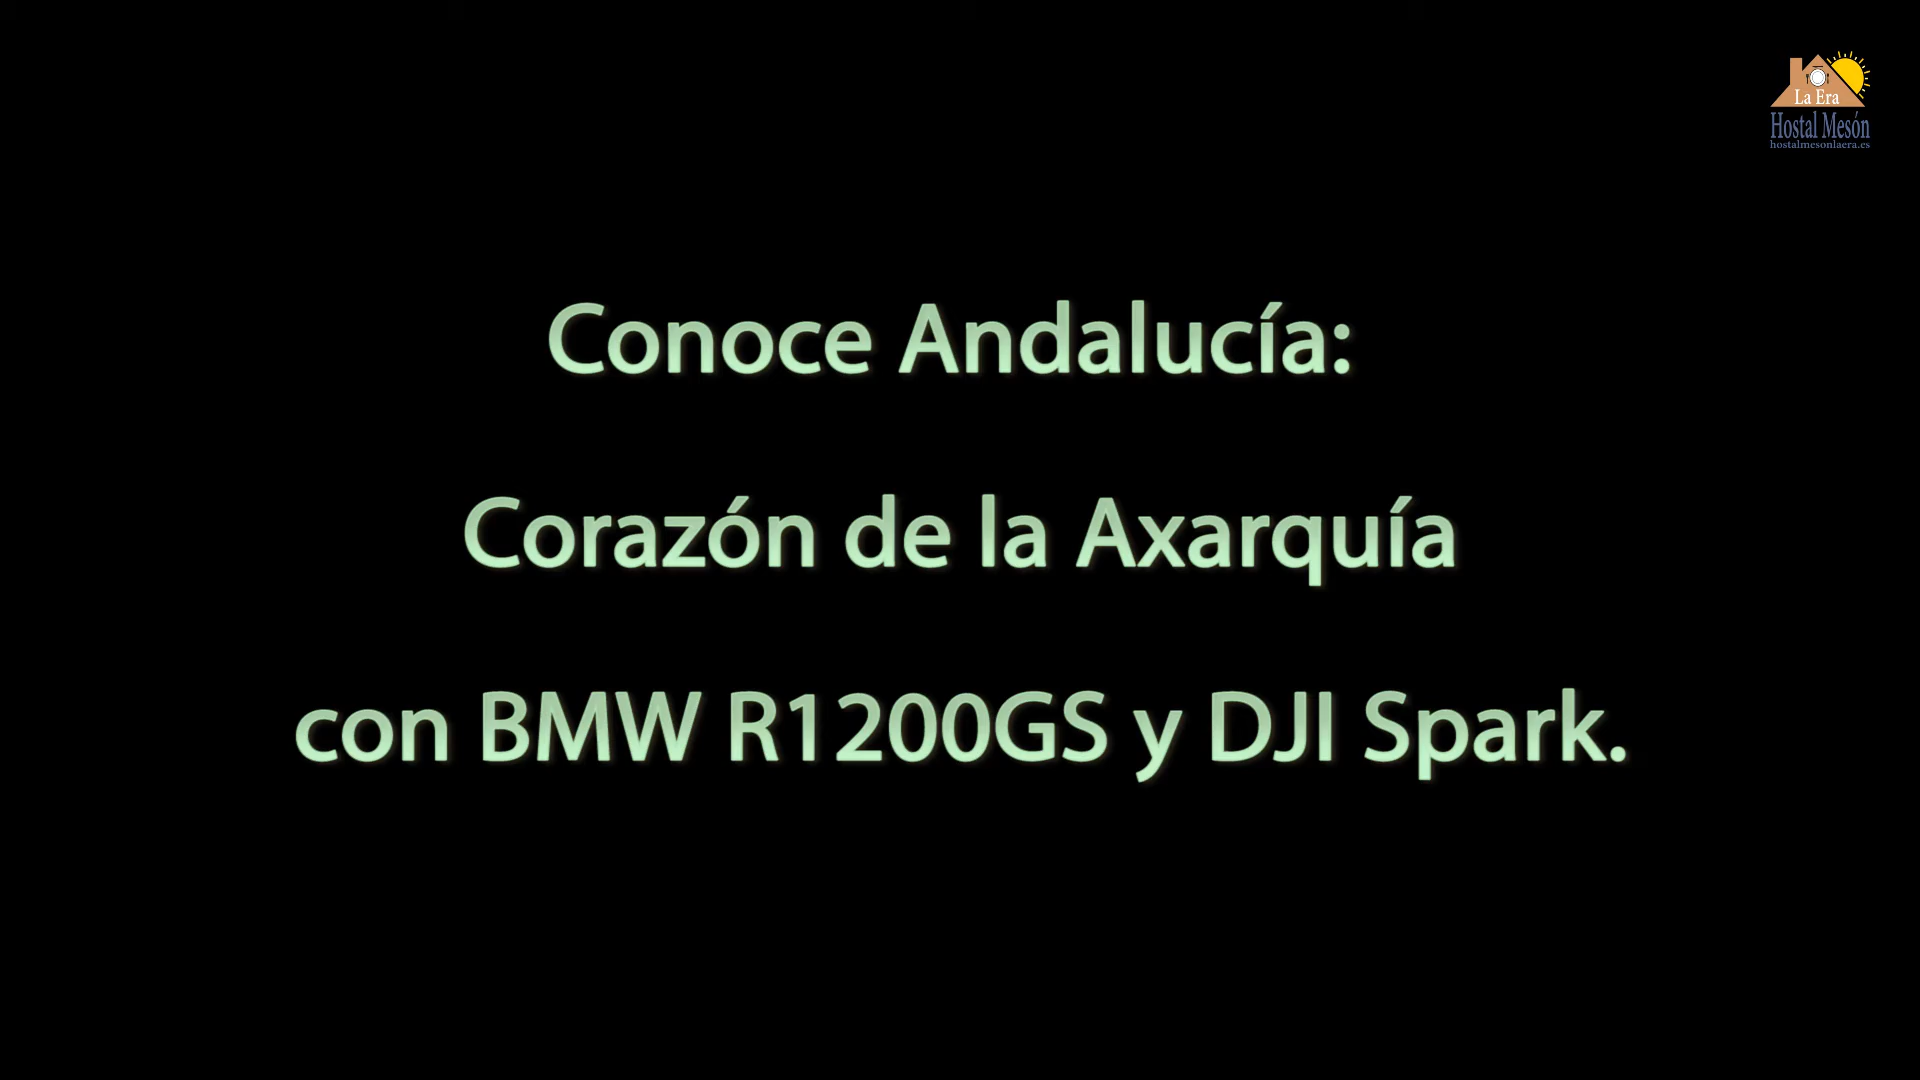 La Era
Hostal Mesón
hostalmesonlaera.es
Conoce Andalucía:
Corazón de la Axarquía
con BMW R1200GS y DJI Spark.